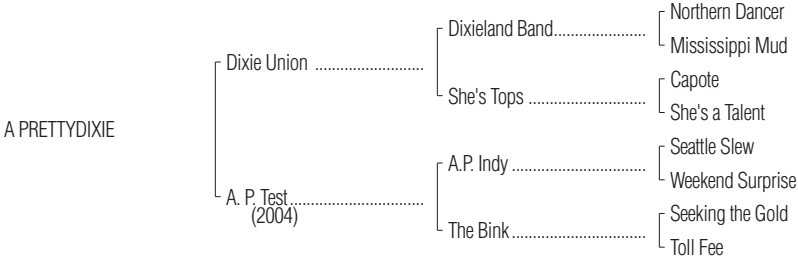 Northern Dancer
Dixieland Band......................
Mississippi Mud
Dixie Union ..........................
Capote
She's Tops ............................
She's a Talent
A PRETTYDIXIE
Seattle Slew
A.P. Indy ................................
Weekend Surprise
A. P. Test................................
(2004)
Seeking the Gold
The Bink ................................
Toll Fee